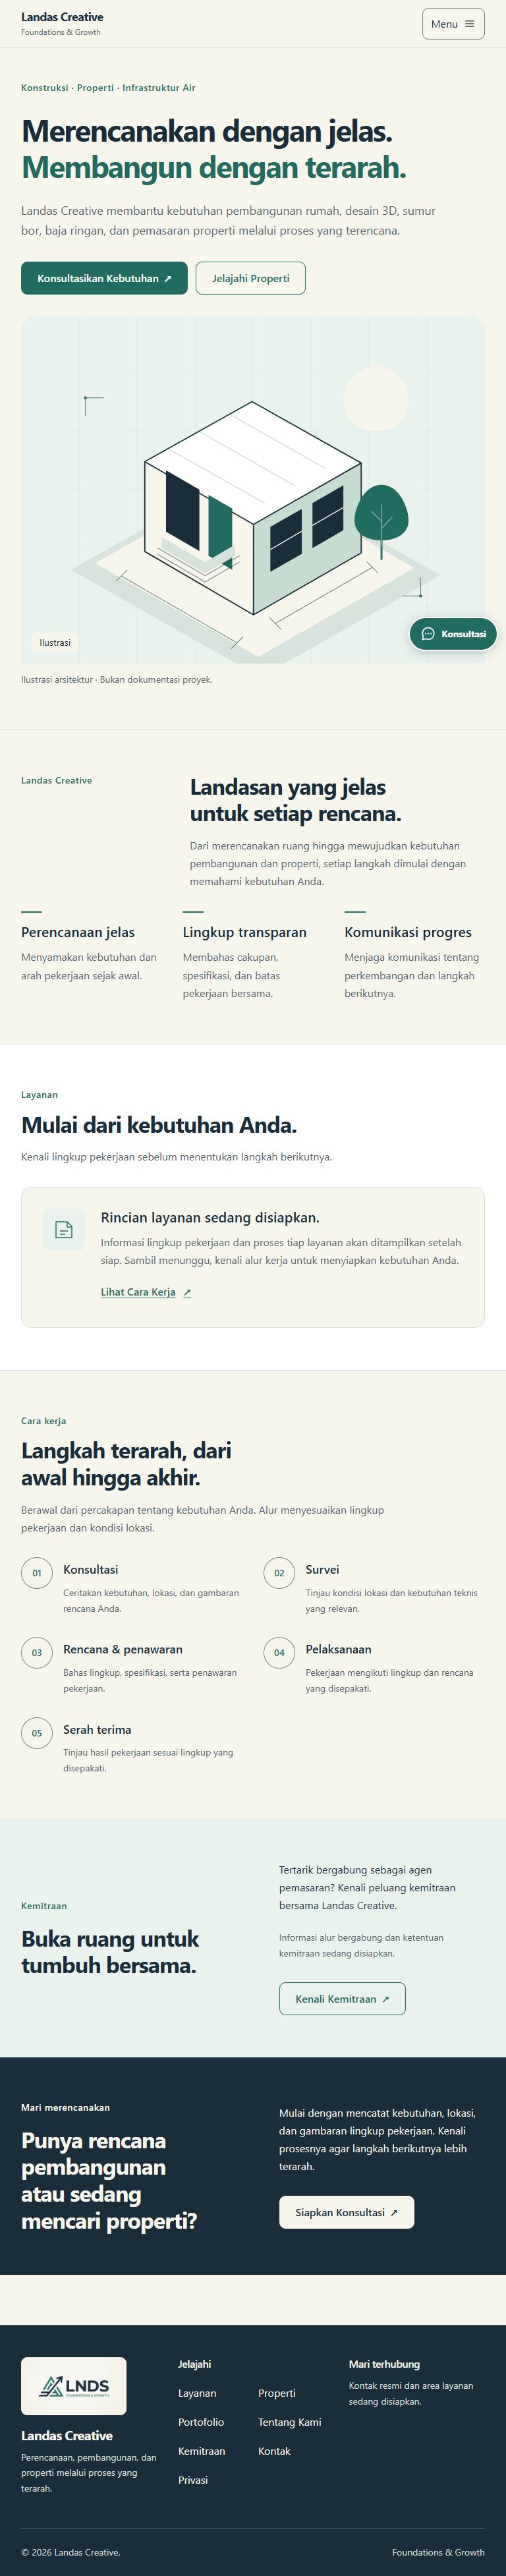 Landas Creative
Foundations & Growth
Menu
Konstruksi · Properti · Infrastruktur Air
Merencanakan dengan jelas.
Membangun dengan terarah.
Landas Creative membantu kebutuhan pembangunan rumah, desain 3D, sumur
bor, baja ringan, dan pemasaran properti melalui proses yang terencana.
Konsultasikan Kebutuhan ↗
Jelajahi Properti
Ilustrasi
Konsultasi
Ilustrasi arsitektur · Bukan dokumentasi proyek.
Landas Creative
Landasan yang jelas
untuk setiap rencana.
Dari merencanakan ruang hingga mewujudkan kebutuhan
pembangunan dan properti, setiap langkah dimulai dengan
memahami kebutuhan Anda.
Perencanaan jelas
Menyamakan kebutuhan dan
arah pekerjaan sejak awal.
Lingkup transparan
Membahas cakupan,
spesifikasi, dan batas
pekerjaan bersama.
Komunikasi progres
Menjaga komunikasi tentang
perkembangan dan langkah
berikutnya.
Layanan
Mulai dari kebutuhan Anda.
Kenali lingkup pekerjaan sebelum menentukan langkah berikutnya.
Rincian layanan sedang disiapkan.
Informasi lingkup pekerjaan dan proses tiap layanan akan ditampilkan setelah
siap. Sambil menunggu, kenali alur kerja untuk menyiapkan kebutuhan Anda.
Lihat Cara Kerja ↗
Cara kerja
Langkah terarah, dari
awal hingga akhir.
Berawal dari percakapan tentang kebutuhan Anda. Alur menyesuaikan lingkup
pekerjaan dan kondisi lokasi.
01
Konsultasi
Ceritakan kebutuhan, lokasi, dan gambaran
rencana Anda.
02
Survei
Tinjau kondisi lokasi dan kebutuhan teknis
yang relevan.
03
Rencana & penawaran
Bahas lingkup, spesifikasi, serta penawaran
pekerjaan.
04
Pelaksanaan
Pekerjaan mengikuti lingkup dan rencana
yang disepakati.
05
Serah terima
Tinjau hasil pekerjaan sesuai lingkup yang
disepakati.
Kemitraan
Buka ruang untuk
tumbuh bersama.
Tertarik bergabung sebagai agen
pemasaran? Kenali peluang kemitraan
bersama Landas Creative.
Informasi alur bergabung dan ketentuan
kemitraan sedang disiapkan.
Kenali Kemitraan ↗
Mari merencanakan
Punya rencana
pembangunan
atau sedang
mencari properti?
Mulai dengan mencatat kebutuhan, lokasi,
dan gambaran lingkup pekerjaan. Kenali
prosesnya agar langkah berikutnya lebih
terarah.
Siapkan Konsultasi ↗
LNDS
FOUNDATIONS & GROWTH
Landas Creative
Perencanaan, pembangunan, dan
properti melalui proses yang
terarah.
Jelajahi
Layanan
Properti
Portofolio
Tentang Kami
Kemitraan
Kontak
Privasi
Mari terhubung
Kontak resmi dan area layanan
sedang disiapkan.
© 2026 Landas Creative.
Foundations & Growth